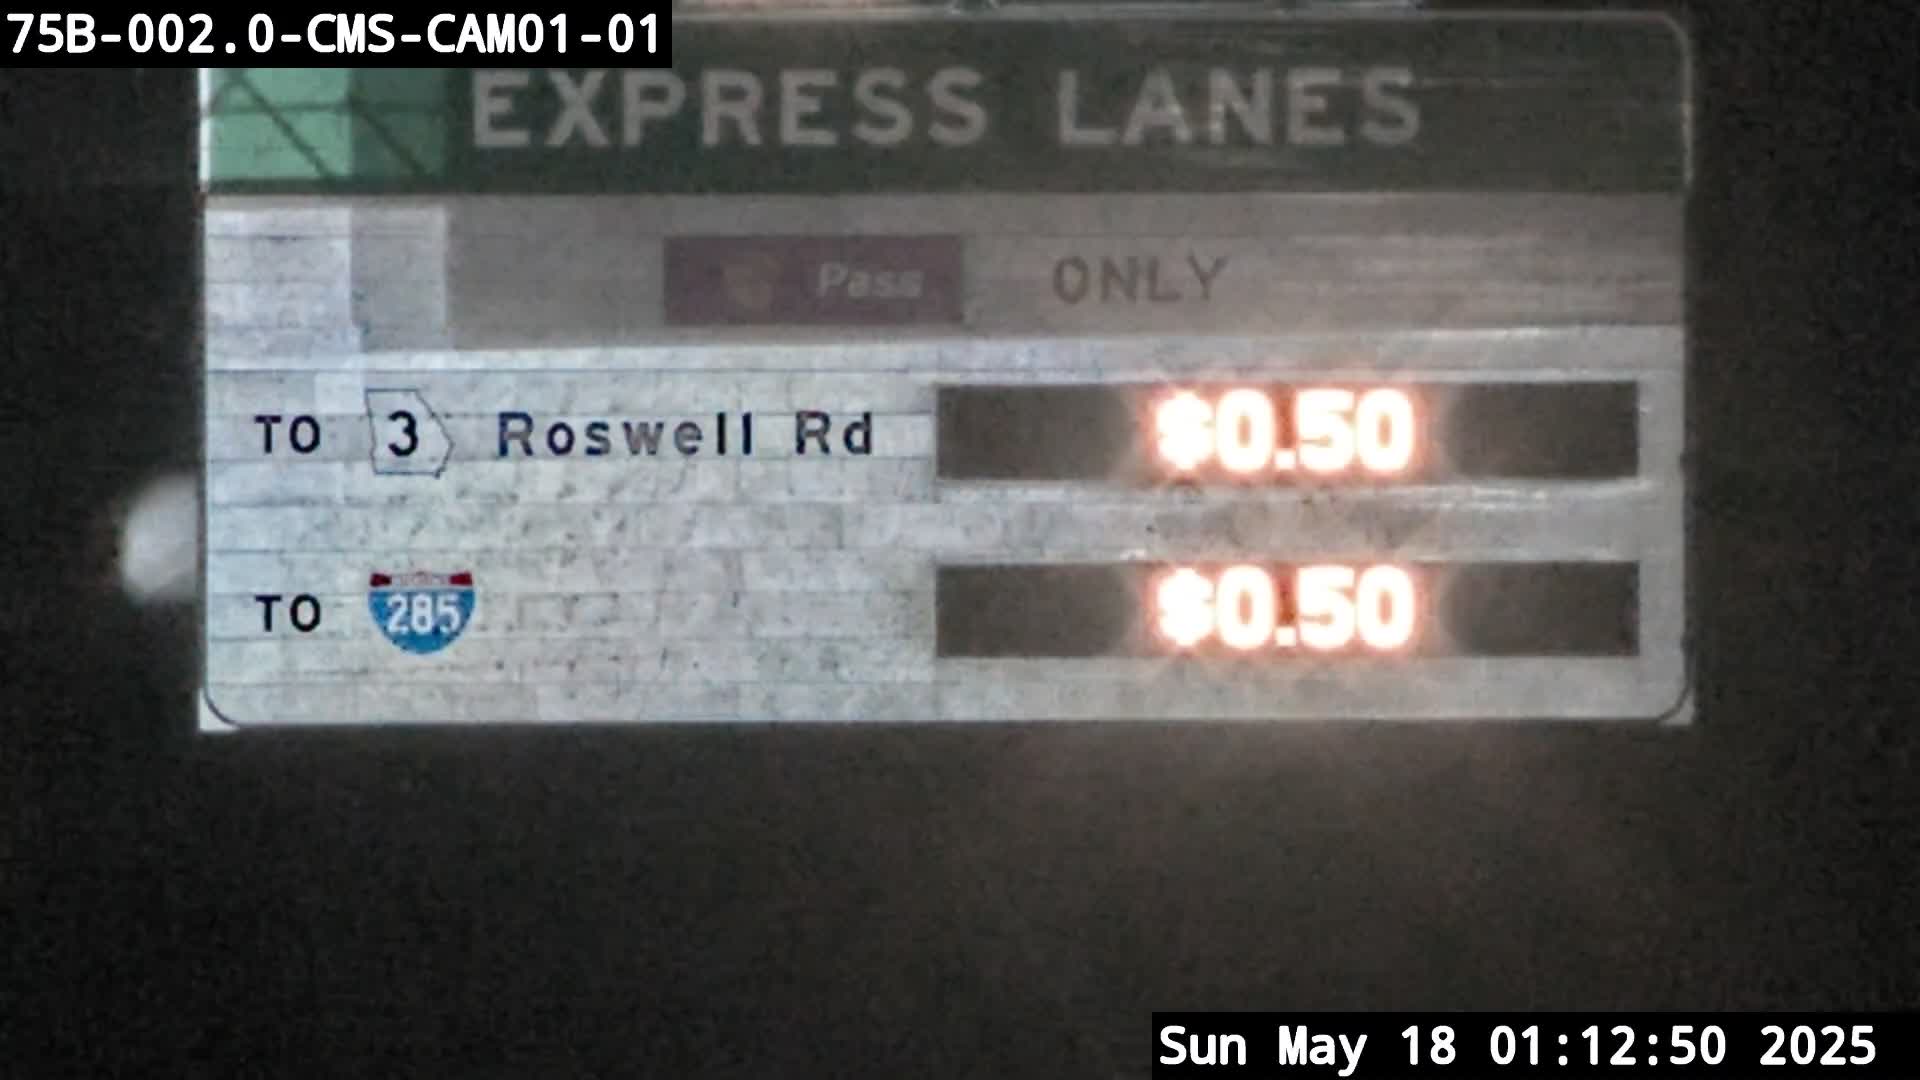 75B-002.0-CMS-CAM01-01
EXPRESS LANES
Pass ONLY
TO 3 Roswell Rd $0.50
TO 285 $0.50
Sun May 18 01:12:50 2025